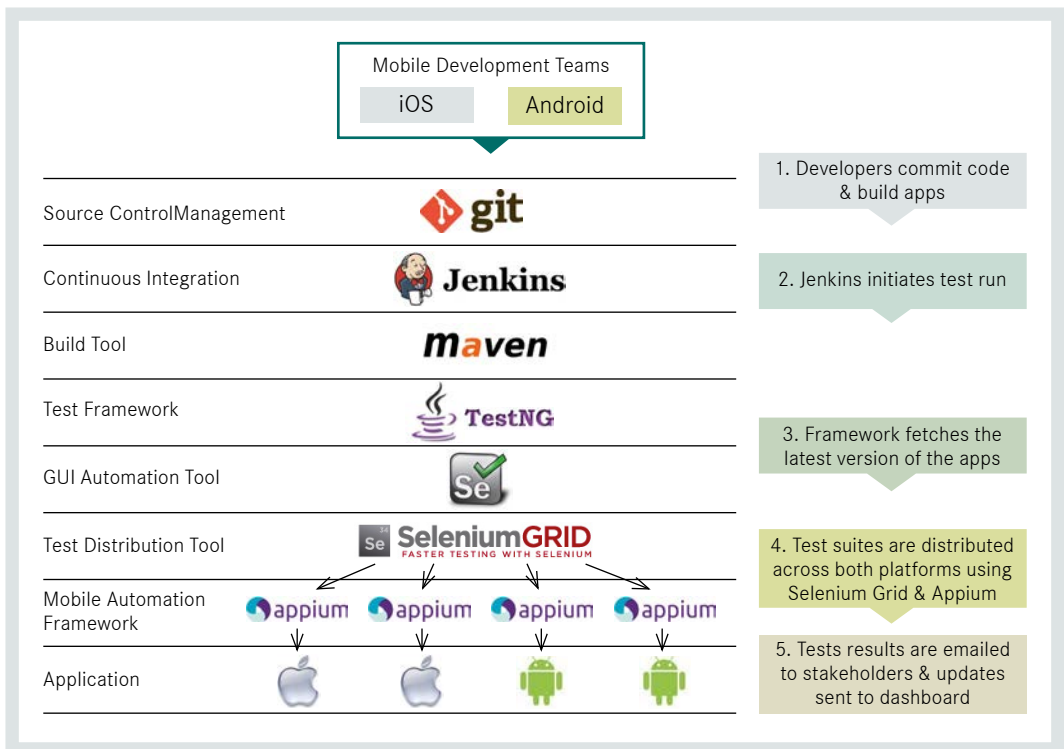 Mobile Development Teams
iOS
Android
Source ControlManagement
git
Continuous Integration
Jenkins
Build Tool
maven
Test Framework
TestNG
GUI Automation Tool
Se
Test Distribution Tool
34
Se
SeleniumGRID
FASTER TESTING WITH SELENIUM
Mobile Automation
Framework
appium
appium
appium
appium
Application
1. Developers commit code
& build apps
2. Jenkins initiates test run
3. Framework fetches the
latest version of the apps
4. Test suites are distributed
across both platforms using
Selenium Grid & Appium
5. Tests results are emailed
to stakeholders & updates
sent to dashboard